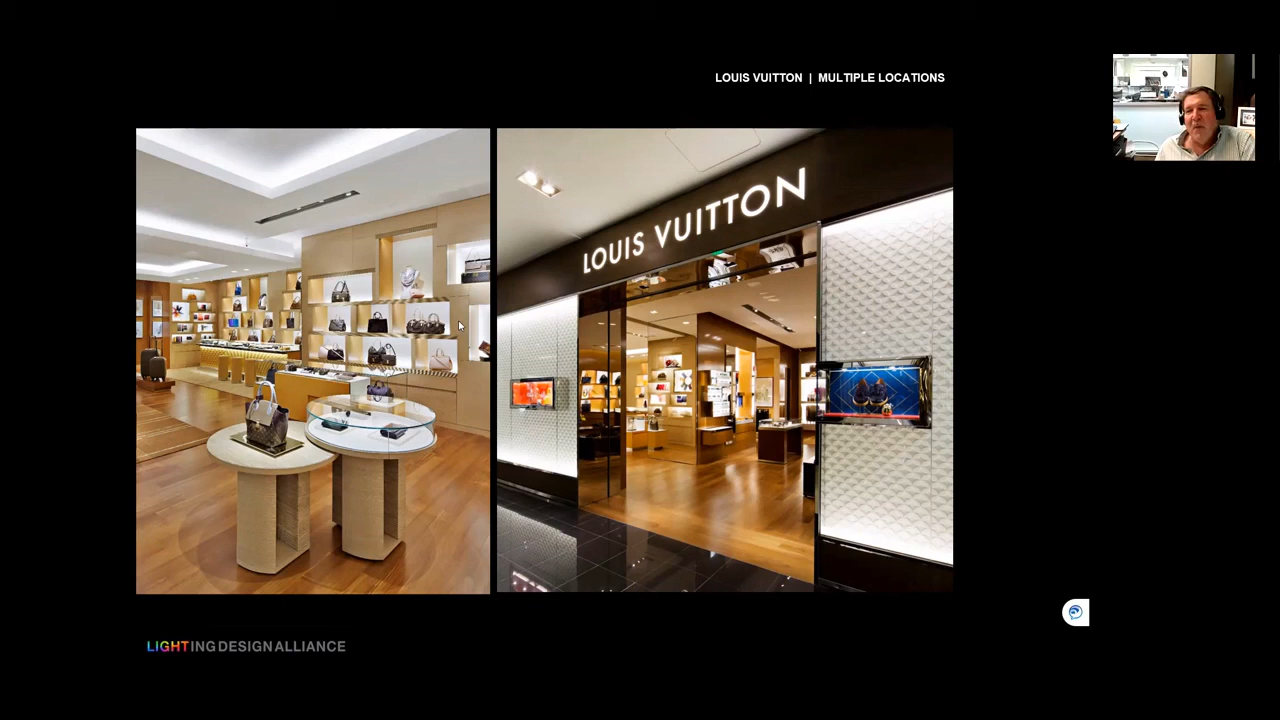 LOUIS VUITTON | MULTIPLE LOCATIONS
LOUIS VUITTON
LIGHTING DESIGN ALLIANCE